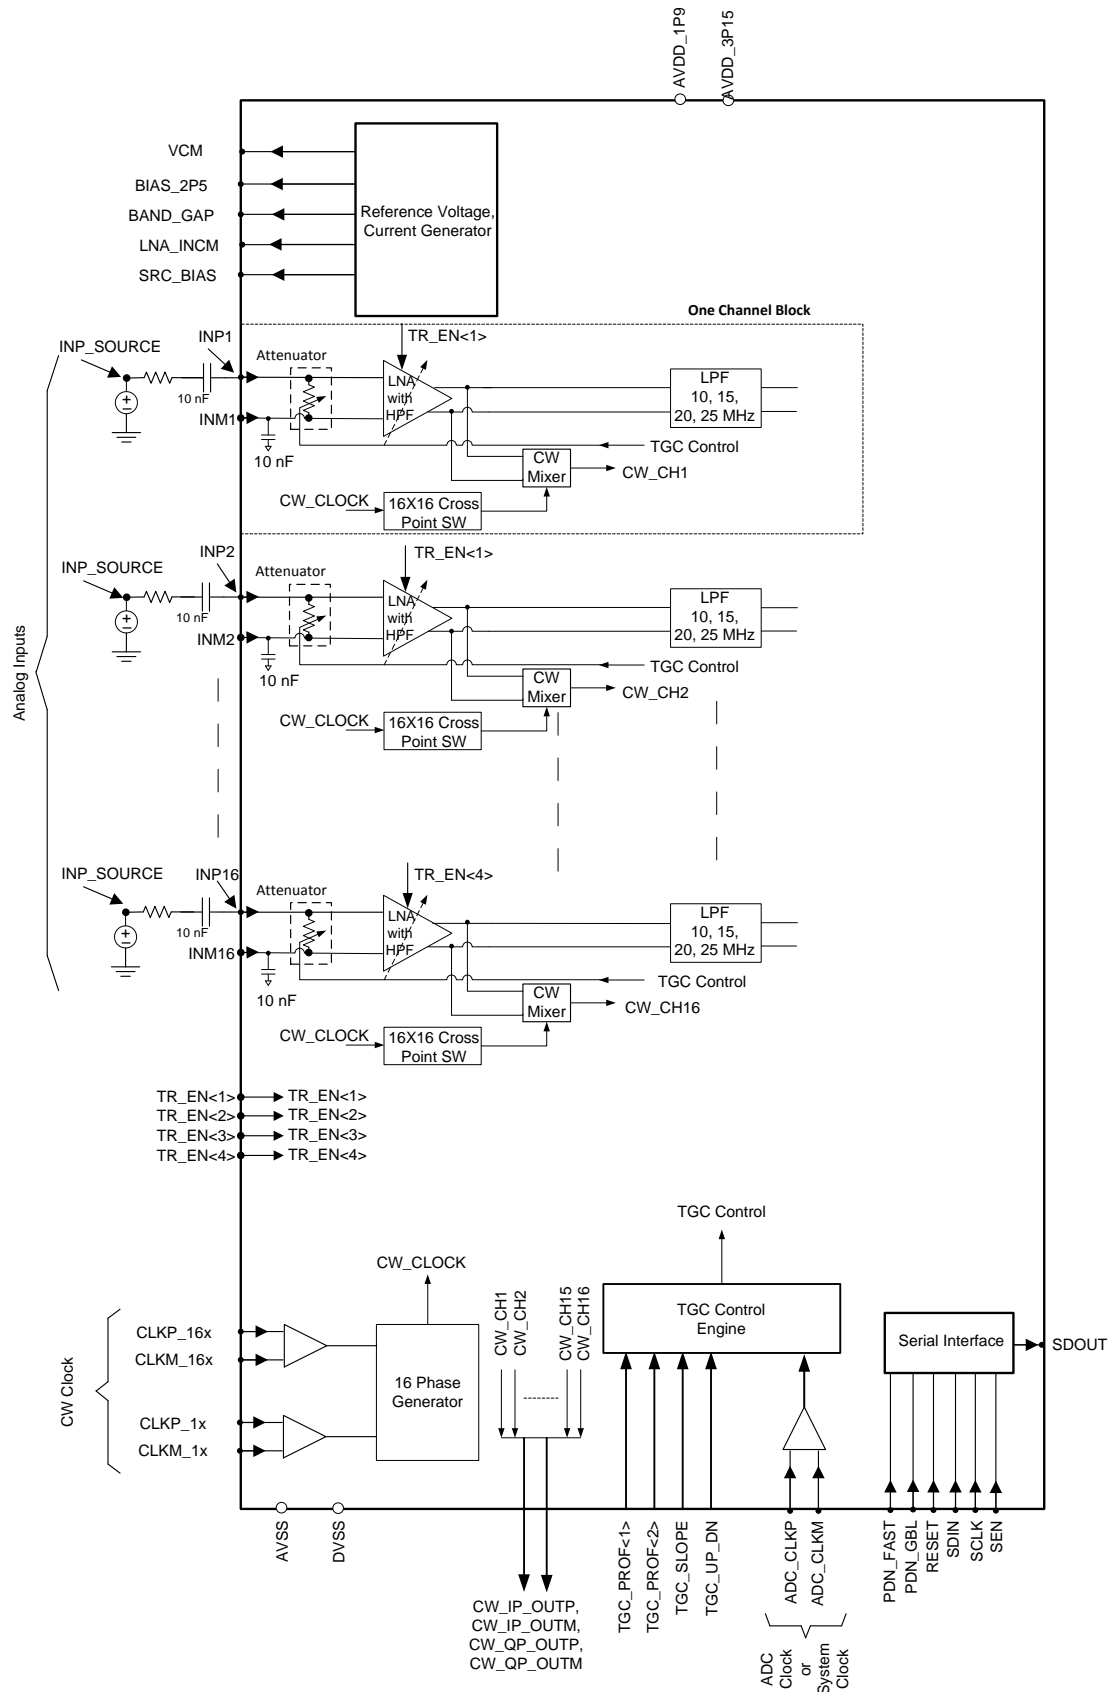 AVDD_1P9
AVDD_3P15
VCM
BIAS_2P5
BAND_GAP
LNA_INCM
SRC_BIAS
Reference Voltage,
Current Generator
One Channel Block
INP_SOURCE
INP1
10 nF
INM1
10 nF
Attenuator
TR_EN<1>
LNA
with
HPF
LPF
10, 15,
20, 25 MHz
TGC Control
CW
Mixer
CW_CH1
CW_CLOCK
16X16 Cross
Point SW
INP_SOURCE
INP2
10 nF
INM2
10 nF
Attenuator
TR_EN<1>
LNA
with
HPF
LPF
10, 15,
20, 25 MHz
TGC Control
CW
Mixer
CW_CH2
CW_CLOCK
16X16 Cross
Point SW
Analog Inputs
INP_SOURCE
INP16
10 nF
INM16
10 nF
Attenuator
TR_EN<4>
LNA
with
HPF
LPF
10, 15,
20, 25 MHz
TGC Control
CW
Mixer
CW_CH16
CW_CLOCK
16X16 Cross
Point SW
TR_EN<1> TR_EN<1>
TR_EN<2> TR_EN<2>
TR_EN<3> TR_EN<3>
TR_EN<4> TR_EN<4>
CW Clock
CLKP_16x
CLKM_16x
CLKP_1x
CLKM_1x
CW_CLOCK
16 Phase
Generator
CW_CH1
CW_CH2
CW_CH15
CW_CH16
TGC Control
TGC Control
Engine
Serial Interface
SDOUT
AVSS
DVSS
CW_IP_OUTP,
CW_IP_OUTM,
CW_QP_OUTP,
CW_QP_OUTM
TGC_PROF<1>
TGC_PROF<2>
TGC_SLOPE
TGC_UP_DN
ADC_CLKP
ADC_CLKM
PDN_FAST
PDN_GBL
RESET
SDIN
SCLK
SEN
ADC
Clock
or
System
Clock